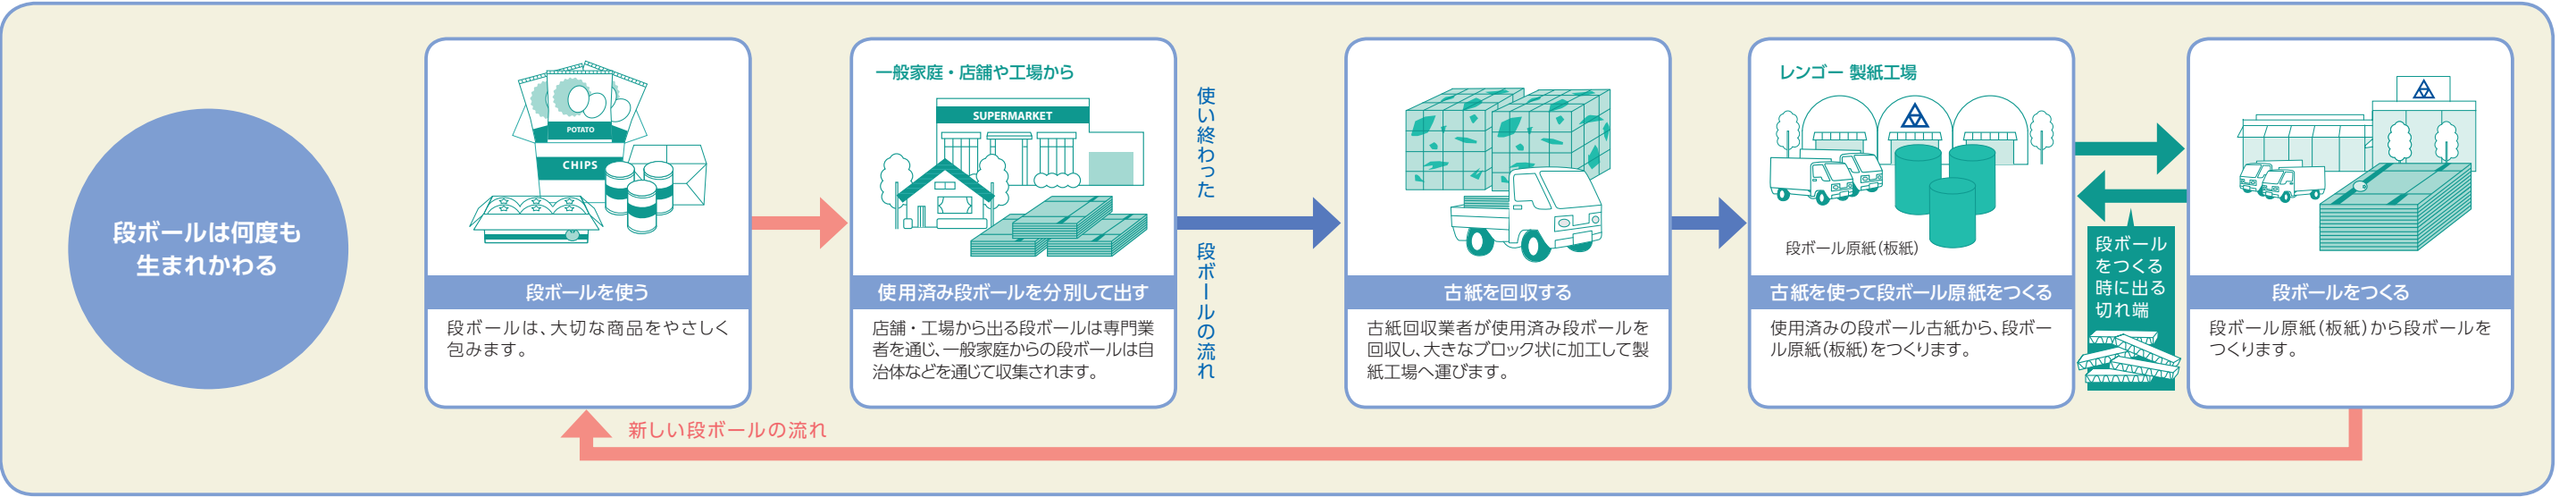 段ボールは何度も
生まれかわる
POTATO
CHIPS
段ボールを使う
段ボールは、大切な商品をやさしく
包みます。
一般家庭・店舗や工場から
SUPERMARKET
使用済み段ボールを分別して出す
店舗・工場から出る段ボールは専門業
者を通じ、一般家庭からの段ボールは自
治体などを通じて収集されます。
使い終わった
段ボールの流れ
古紙を回収する
古紙回収業者が使用済み段ボールを
回収し、大きなブロック状に加工して製
紙工場へ運びます。
レンゴー 製紙工場
段ボール原紙(板紙)
古紙を使って段ボール原紙をつくる
使用済みの段ボール古紙から、段ボー
ル原紙(板紙)をつくります。
段ボール
をつくる
時に出る
切れ端
段ボールをつくる
段ボール原紙(板紙)から段ボールを
つくります。
新しい段ボールの流れ